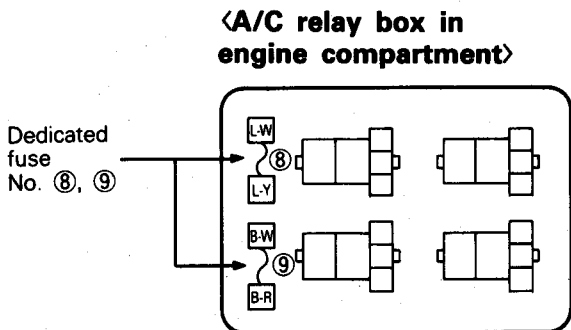 〈A/C relay box in
engine compartment〉
Dedicated
fuse
No. ⑧, ⑨
L-W
⑧
L-Y
B-W
⑨
B-R